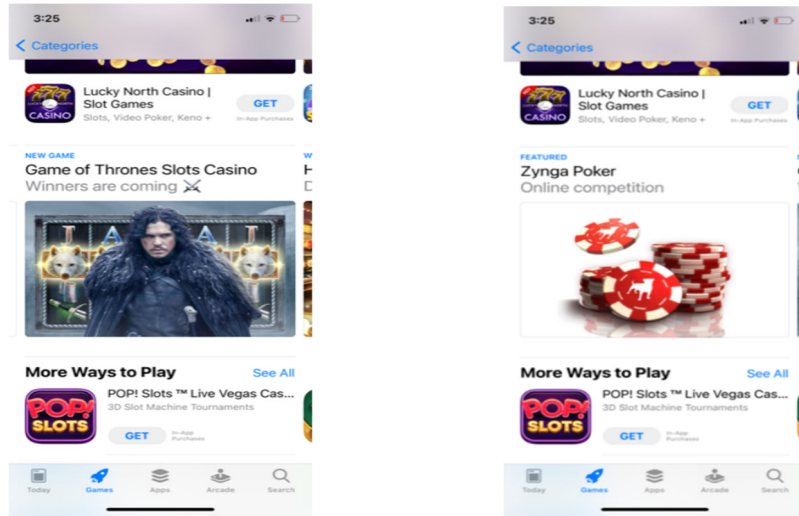 3:25
Categories
Lucky North Casino |
Slot Games
GET
Slots, Video Poker, Keno +
In-App Purchases
CASINO
NEW GAME
Game of Thrones Slots Casino
Winners are coming
More Ways to Play
See All
POP! Slots ™ Live Vegas Cas...
3D Slot Machine Tournaments
POP!
SLOTS
GET
In-App
Purchases
Today
Games
Apps
Arcade
Search
3:25
Categories
Lucky North Casino |
Slot Games
GET
Slots, Video Poker, Keno +
In-App Purchases
CASINO
FEATURED
Zynga Poker
Online competition
More Ways to Play
See All
POP! Slots ™ Live Vegas Cas...
3D Slot Machine Tournaments
POP!
SLOTS
GET
In-App
Purchases
Today
Games
Apps
Arcade
Search